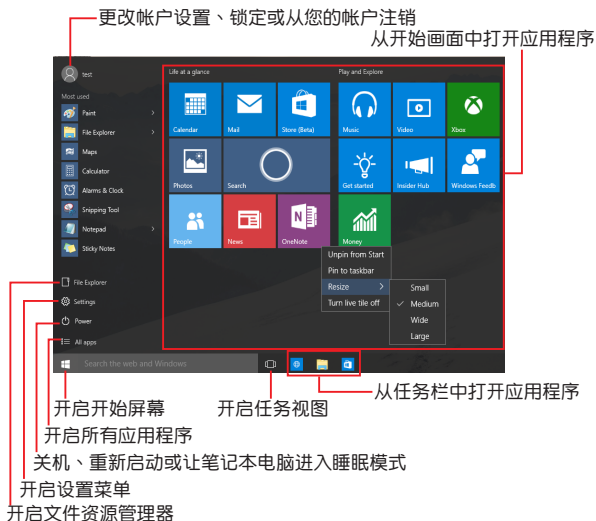 更改帐户设置、锁定或从您的帐户注销
从开始画面中打开应用程序
test
Life at a glance
Play and Explore
Most used
Paint
File Explorer
Maps
Calculator
Alarms & Clock
Snipping Tool
Notepad
Sticky Notes
File Explorer
Settings
Power
All apps
Calendar
Mail
Store (Beta)
Music
Video
Xbox
Photos
Search
Get started
Insider Hub
Windows Feedb
People
News
OneNote
Money
Unpin from Start
Pin to taskbar
Resize
Turn live tile off
Small
Medium
Wide
Large
Search the web and Windows
从任务栏中打开应用程序
开启开始屏幕
开启任务视图
开启所有应用程序
关机、重新启动或让笔记本电脑进入睡眠模式
开启设置菜单
开启文件资源管理器